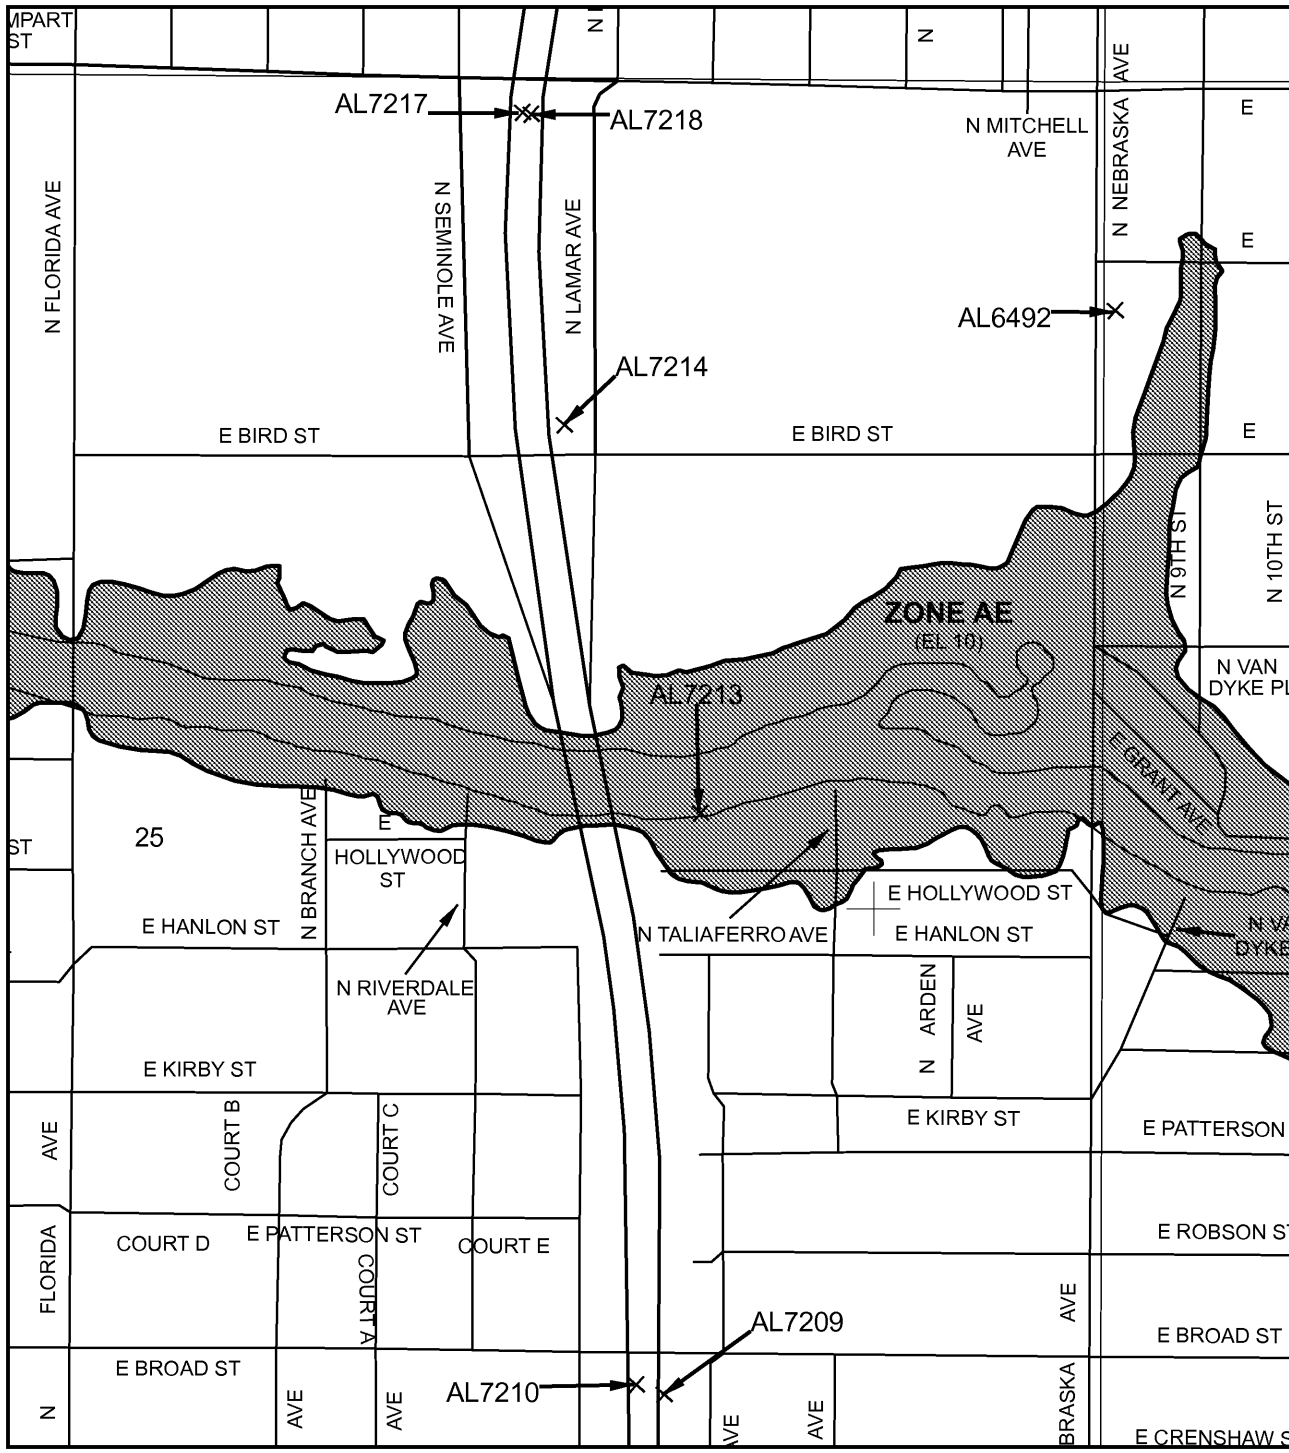 MPART
ST
N
N
AL7217
AL7218
N MITCHELL
AVE
N NEBRASKA AVE
E
N FLORIDA AVE
N SEMINOLE AVE
N LAMAR AVE
E
AL6492
AL7214
E BIRD ST
E BIRD ST
E
N 9TH ST
N 10TH ST
ZONE AE
(EL 10)
N VAN
DYKE PL
AL7213
E GRANT AVE
25
ST
N BRANCH AVE
E
HOLLYWOOD
ST
E HOLLYWOOD ST
E HANLON ST
N TALIAFERRO AVE
E HANLON ST
N VA
DYKE
N RIVERDALE
AVE
N ARDEN
AVE
E KIRBY ST
E KIRBY ST
COURT B
COURT C
E PATTERSON
N FLORIDA AVE
COURT D
E PATTERSON ST
COURT E
E ROBSON ST
COURT A
AVE
BRASKA
AL7209
E BROAD ST
E BROAD ST
AL7210
AVE
AVE
AVE
AVE
E CRENSHAW S